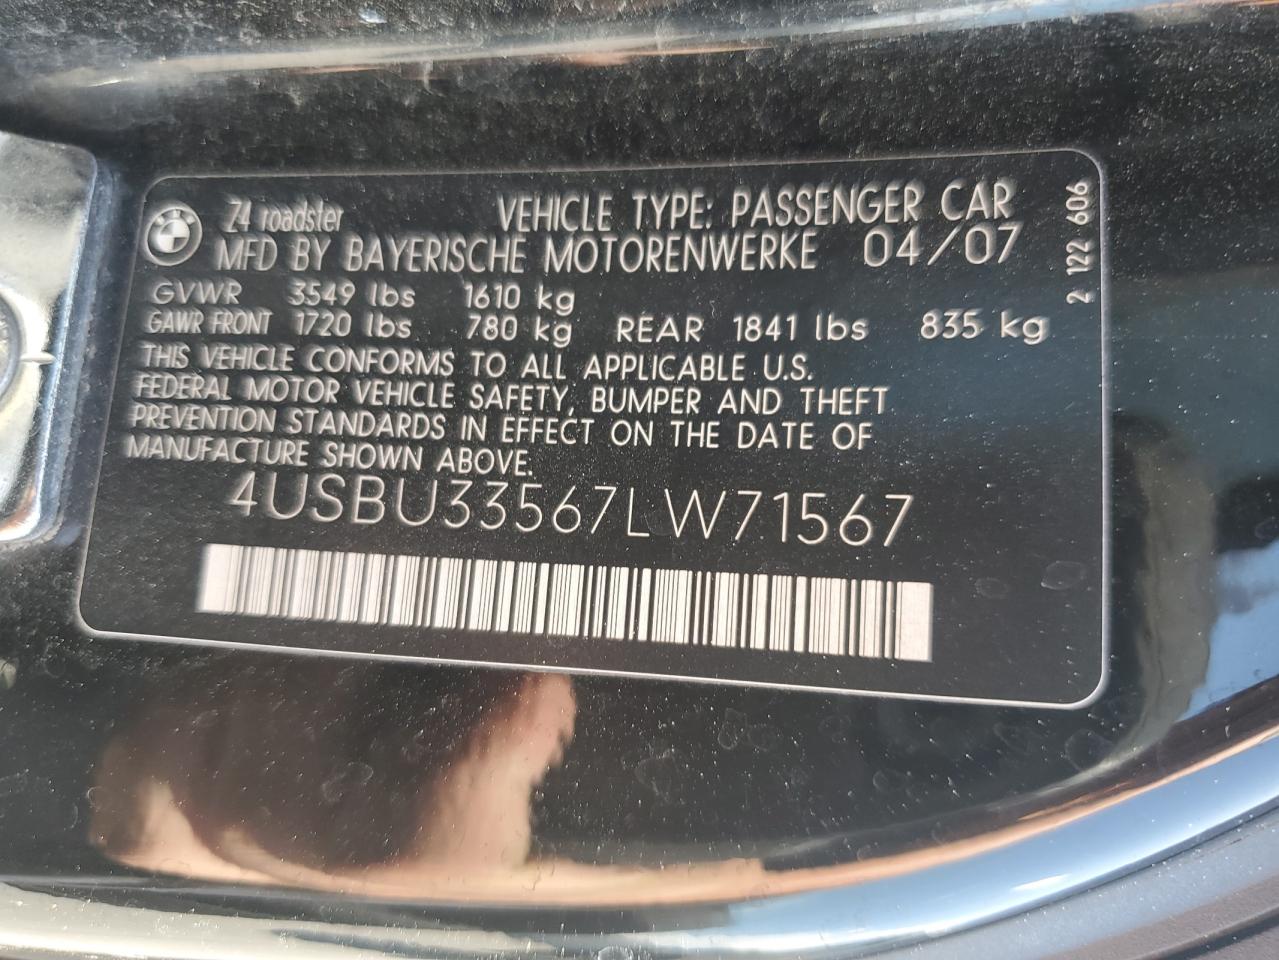 Z4 roadster VEHICLE TYPE: PASSENGER CAR
MFD BY BAYERISCHE MOTORENWERKE 04/07
GVWR 3549 lbs 1610 kg
GAWR FRONT 1720 lbs 780 kg REAR 1841 lbs 835 kg
THIS VEHICLE CONFORMS TO ALL APPLICABLE U.S.
FEDERAL MOTOR VEHICLE SAFETY, BUMPER AND THEFT
PREVENTION STANDARDS IN EFFECT ON THE DATE OF
MANUFACTURE SHOWN ABOVE.
4USBU33567LW71567
2 122 606